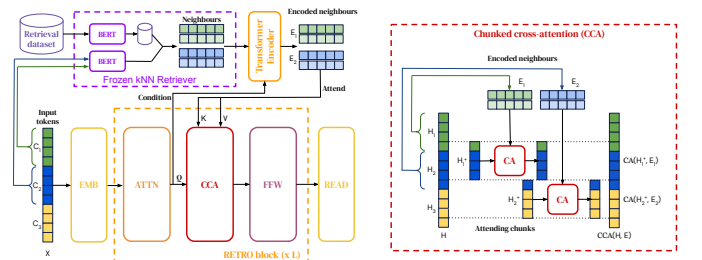 Retrieval
dataset
BERT
BERT
Neighbours
Frozen kNN Retriever
Transformer
Encoder
Encoded neighbours
E1
E2
Condition
Attend
K
V
Input
tokens
C1
C2
C3
X
EMB
ATTN
Q
CCA
FFW
READ
RETRO block (x L)
Chunked cross-attention (CCA)
Encoded neighbours
E1
E2
H1
H2
H3
H
H1+
CA
H2+
CA
Attending chunks
CA(H1+, E1)
CA(H2+, E2)
CCA(H, E)